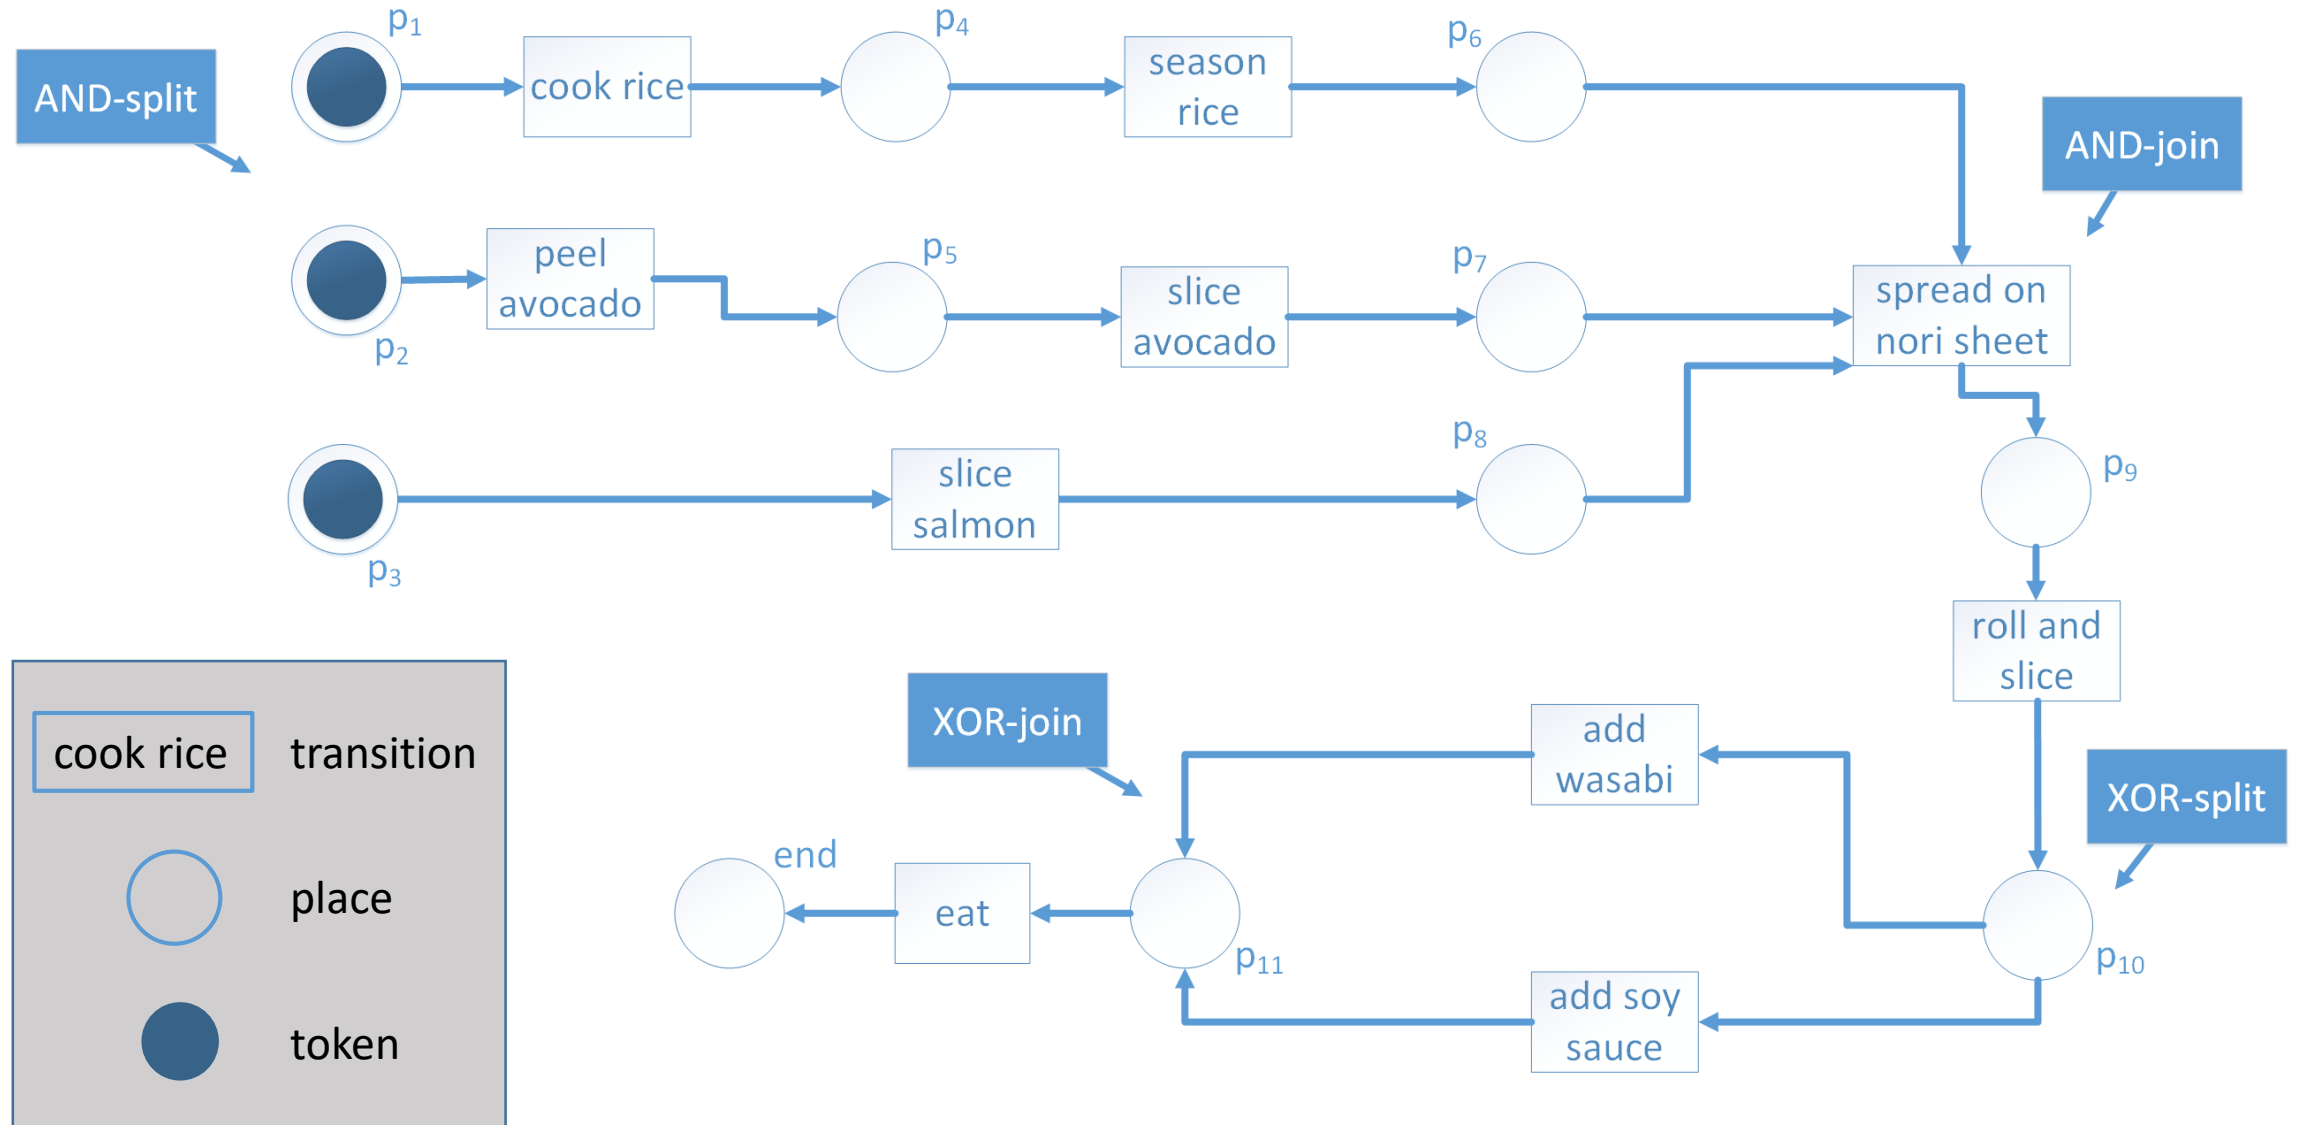 p1
p4
p6
AND-split
cook rice
season
rice
AND-join
p5
p7
peel
avocado
slice
avocado
spread on
nori sheet
p2
p8
slice
salmon
p9
p3
roll and
slice
XOR-join
add
wasabi
cook rice
transition
XOR-split
end
place
eat
p11
p10
add soy
sauce
token